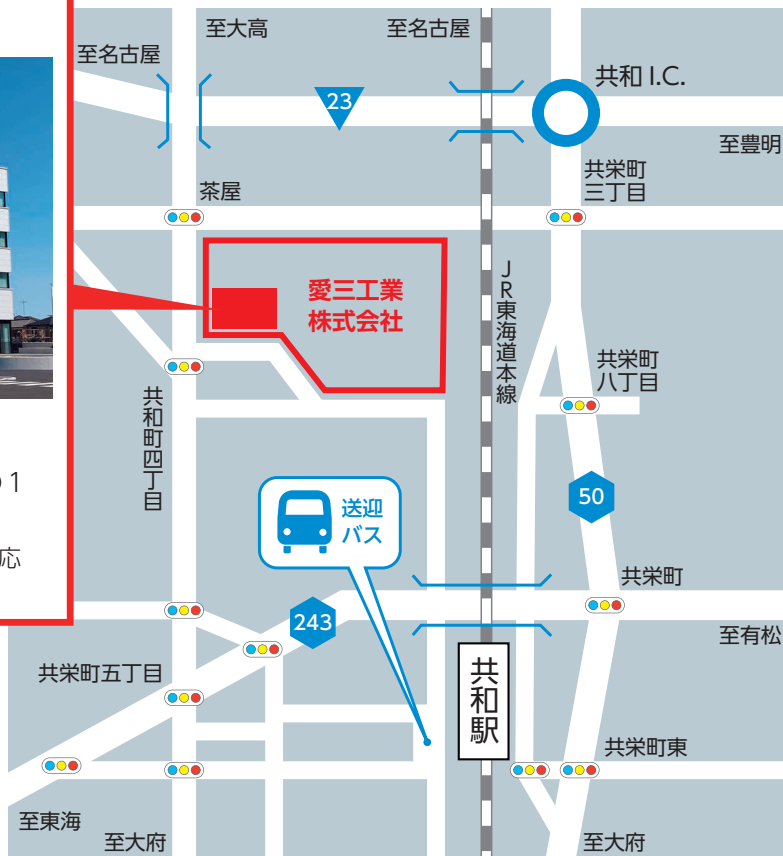 至大高
至名古屋
至名古屋
共和 I.C.
23
至豊明
共栄町
三丁目
茶屋
愛三工業
株式会社
JR東海道本線
共栄町
八丁目
共和町四丁目
1
50
送迎
バス
応
共栄町
243
至有松
共栄町五丁目
共和駅
共栄町東
至東海
至大府
至大府